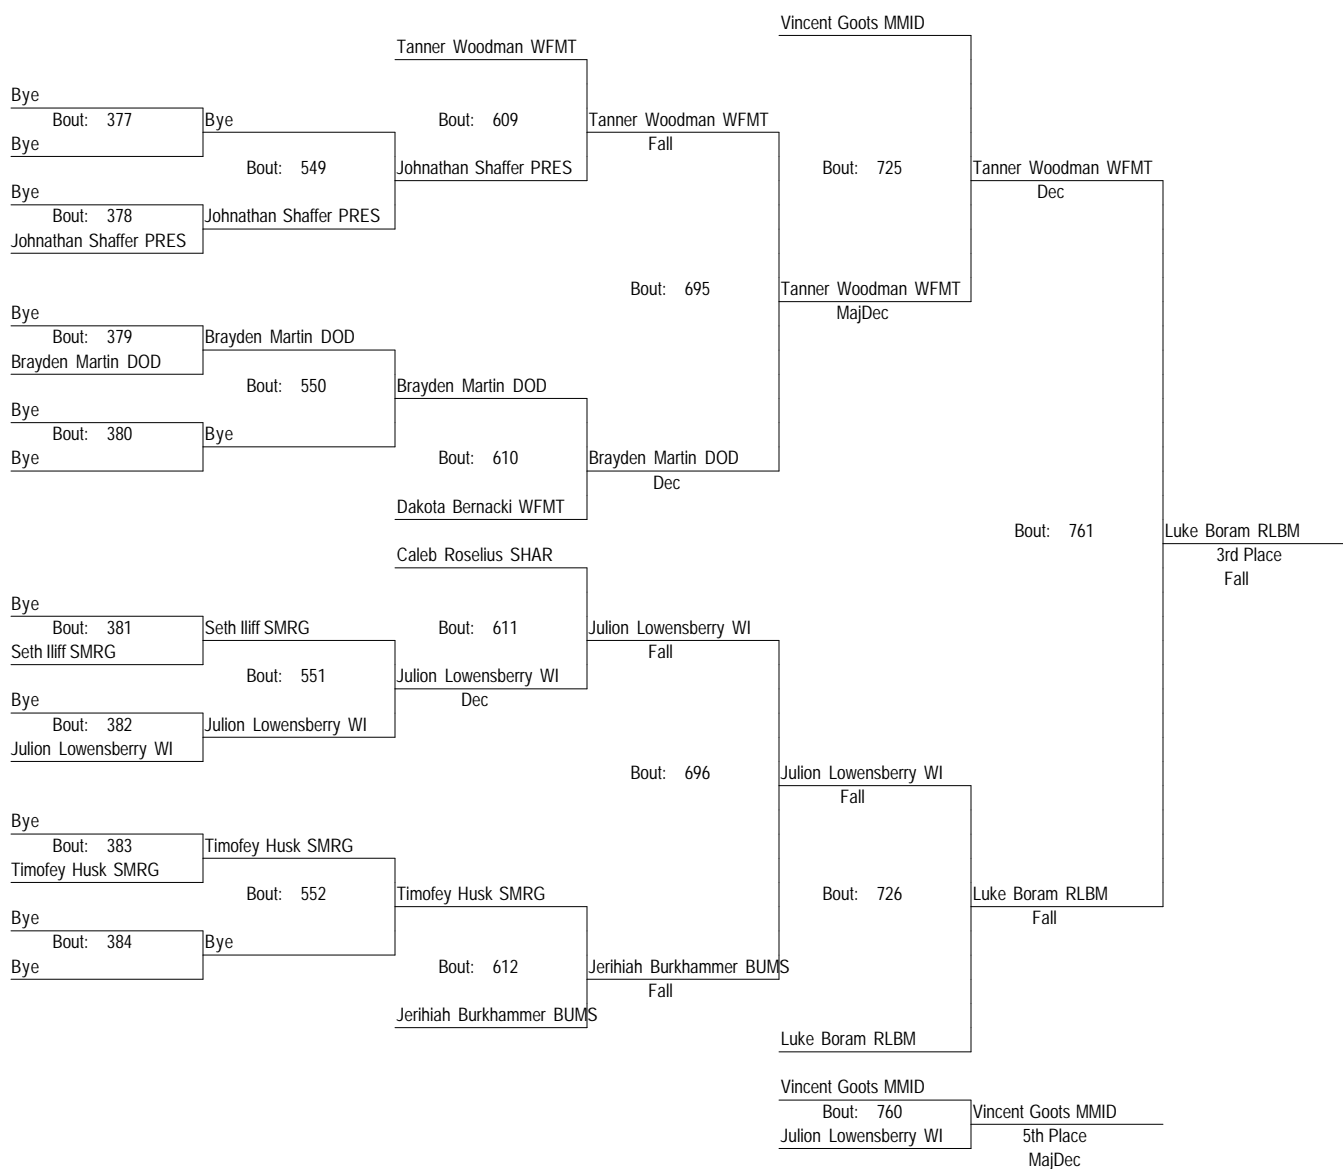 Vincent Goots MMID
Tanner Woodman WFMT
Bye
Bout: 377
Bye
Bout: 609
Tanner Woodman WFMT
Fall
Bye
Bout: 549
Johnathan Shaffer PRES
Bout: 725
Tanner Woodman WFMT
Dec
Bye
Bout: 378
Johnathan Shaffer PRES
Johnathan Shaffer PRES
Bout: 695
Tanner Woodman WFMT
MajDec
Bye
Bout: 379
Brayden Martin DOD
Brayden Martin DOD
Bout: 550
Brayden Martin DOD
Bye
Bout: 380
Bye
Bye
Bout: 610
Brayden Martin DOD
Dec
Dakota Bernacki WFMT
Bout: 761
Luke Boram RLBM
3rd Place
Fall
Caleb Roselius SHAR
Bye
Bout: 381
Seth Iliff SMRG
Seth Iliff SMRG
Bout: 611
Julion Lowensberry WI
Fall
Bout: 551
Julion Lowensberry WI
Dec
Bye
Bout: 382
Julion Lowensberry WI
Julion Lowensberry WI
Bout: 696
Julion Lowensberry WI
Fall
Bye
Bout: 383
Timofey Husk SMRG
Timofey Husk SMRG
Bout: 552
Timofey Husk SMRG
Bout: 726
Luke Boram RLBM
Fall
Bye
Bout: 384
Bye
Bye
Bout: 612
Jerihiah Burkhammer BUMS
Fall
Jerihiah Burkhammer BUMS
Luke Boram RLBM
Vincent Goots MMID
Bout: 760
Vincent Goots MMID
Julion Lowensberry WI
5th Place
MajDec